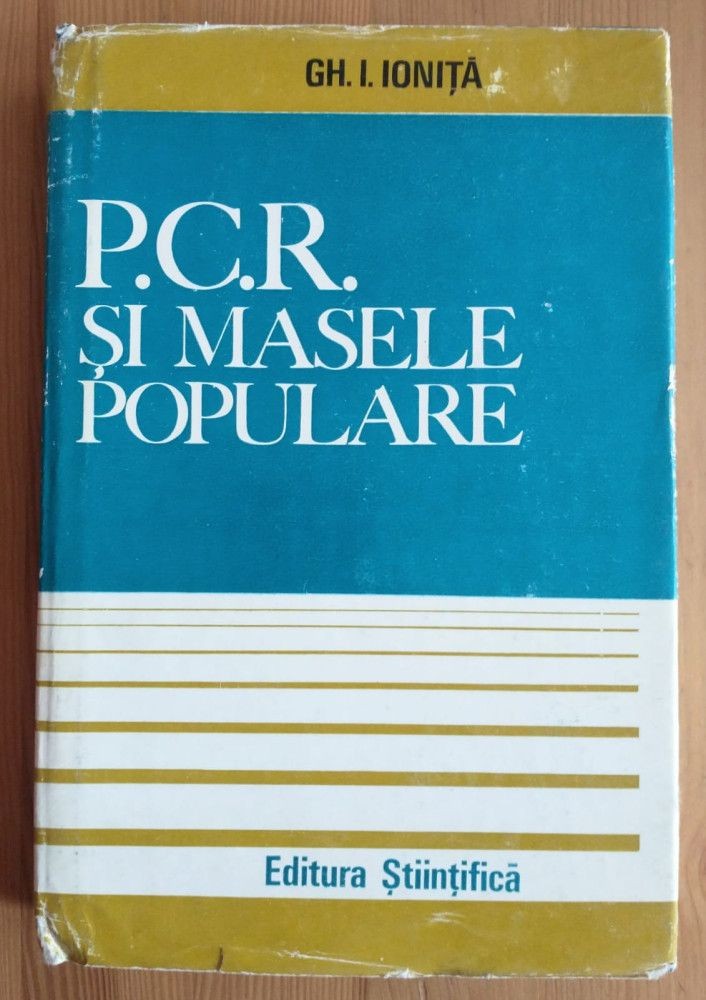 GH. I. IONIȚĂ
P.C.R.
ȘI MASELE
POPULARE
Editura Științifică